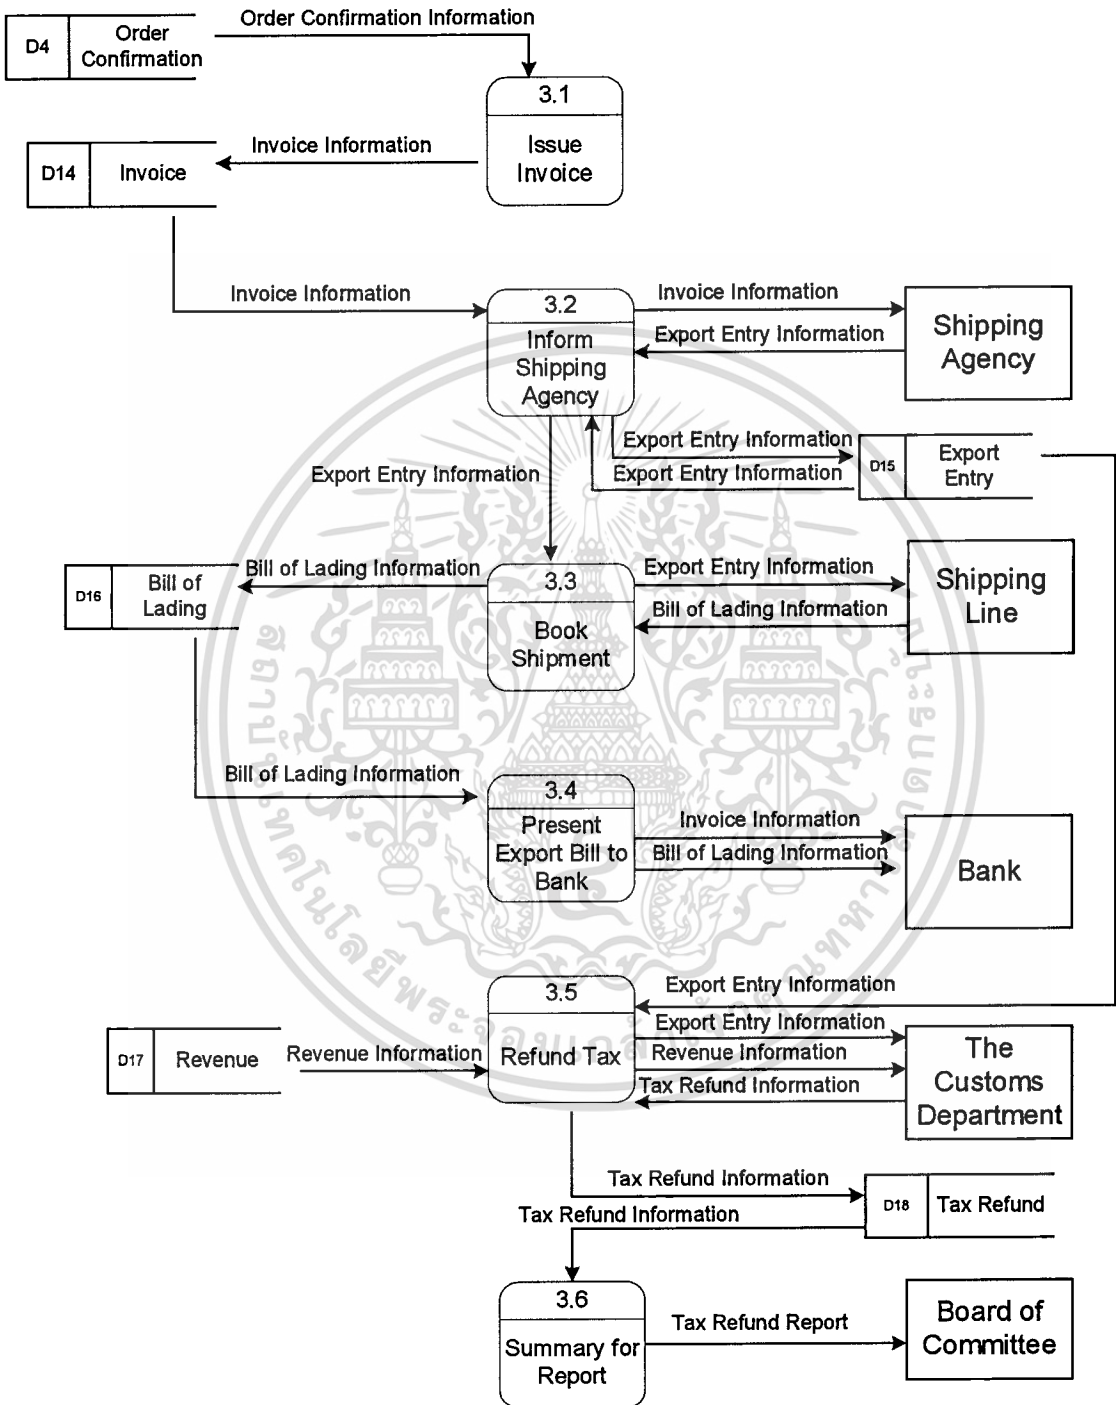 Order Confirmation Information
D4
Order
Confirmation
3.1
Issue
Invoice
Invoice Information
D14
Invoice
Invoice Information
3.2
Inform
Shipping
Agency
Invoice Information
Export Entry Information
Shipping
Agency
Export Entry Information
Export Entry Information
Export Entry Information
D15
Export
Entry
D16
Bill of
Lading
Bill of Lading Information
3.3
Book
Shipment
Export Entry Information
Bill of Lading Information
Shipping
Line
Bill of Lading Information
3.4
Present
Export Bill to
Bank
Invoice Information
Bill of Lading Information
Bank
3.5
Refund Tax
Export Entry Information
Export Entry Information
Revenue Information
Tax Refund Information
D17
Revenue
Revenue Information
The
Customs
Department
Tax Refund Information
Tax Refund Information
D18
Tax Refund
3.6
Summary for
Report
Tax Refund Report
Board of
Committee